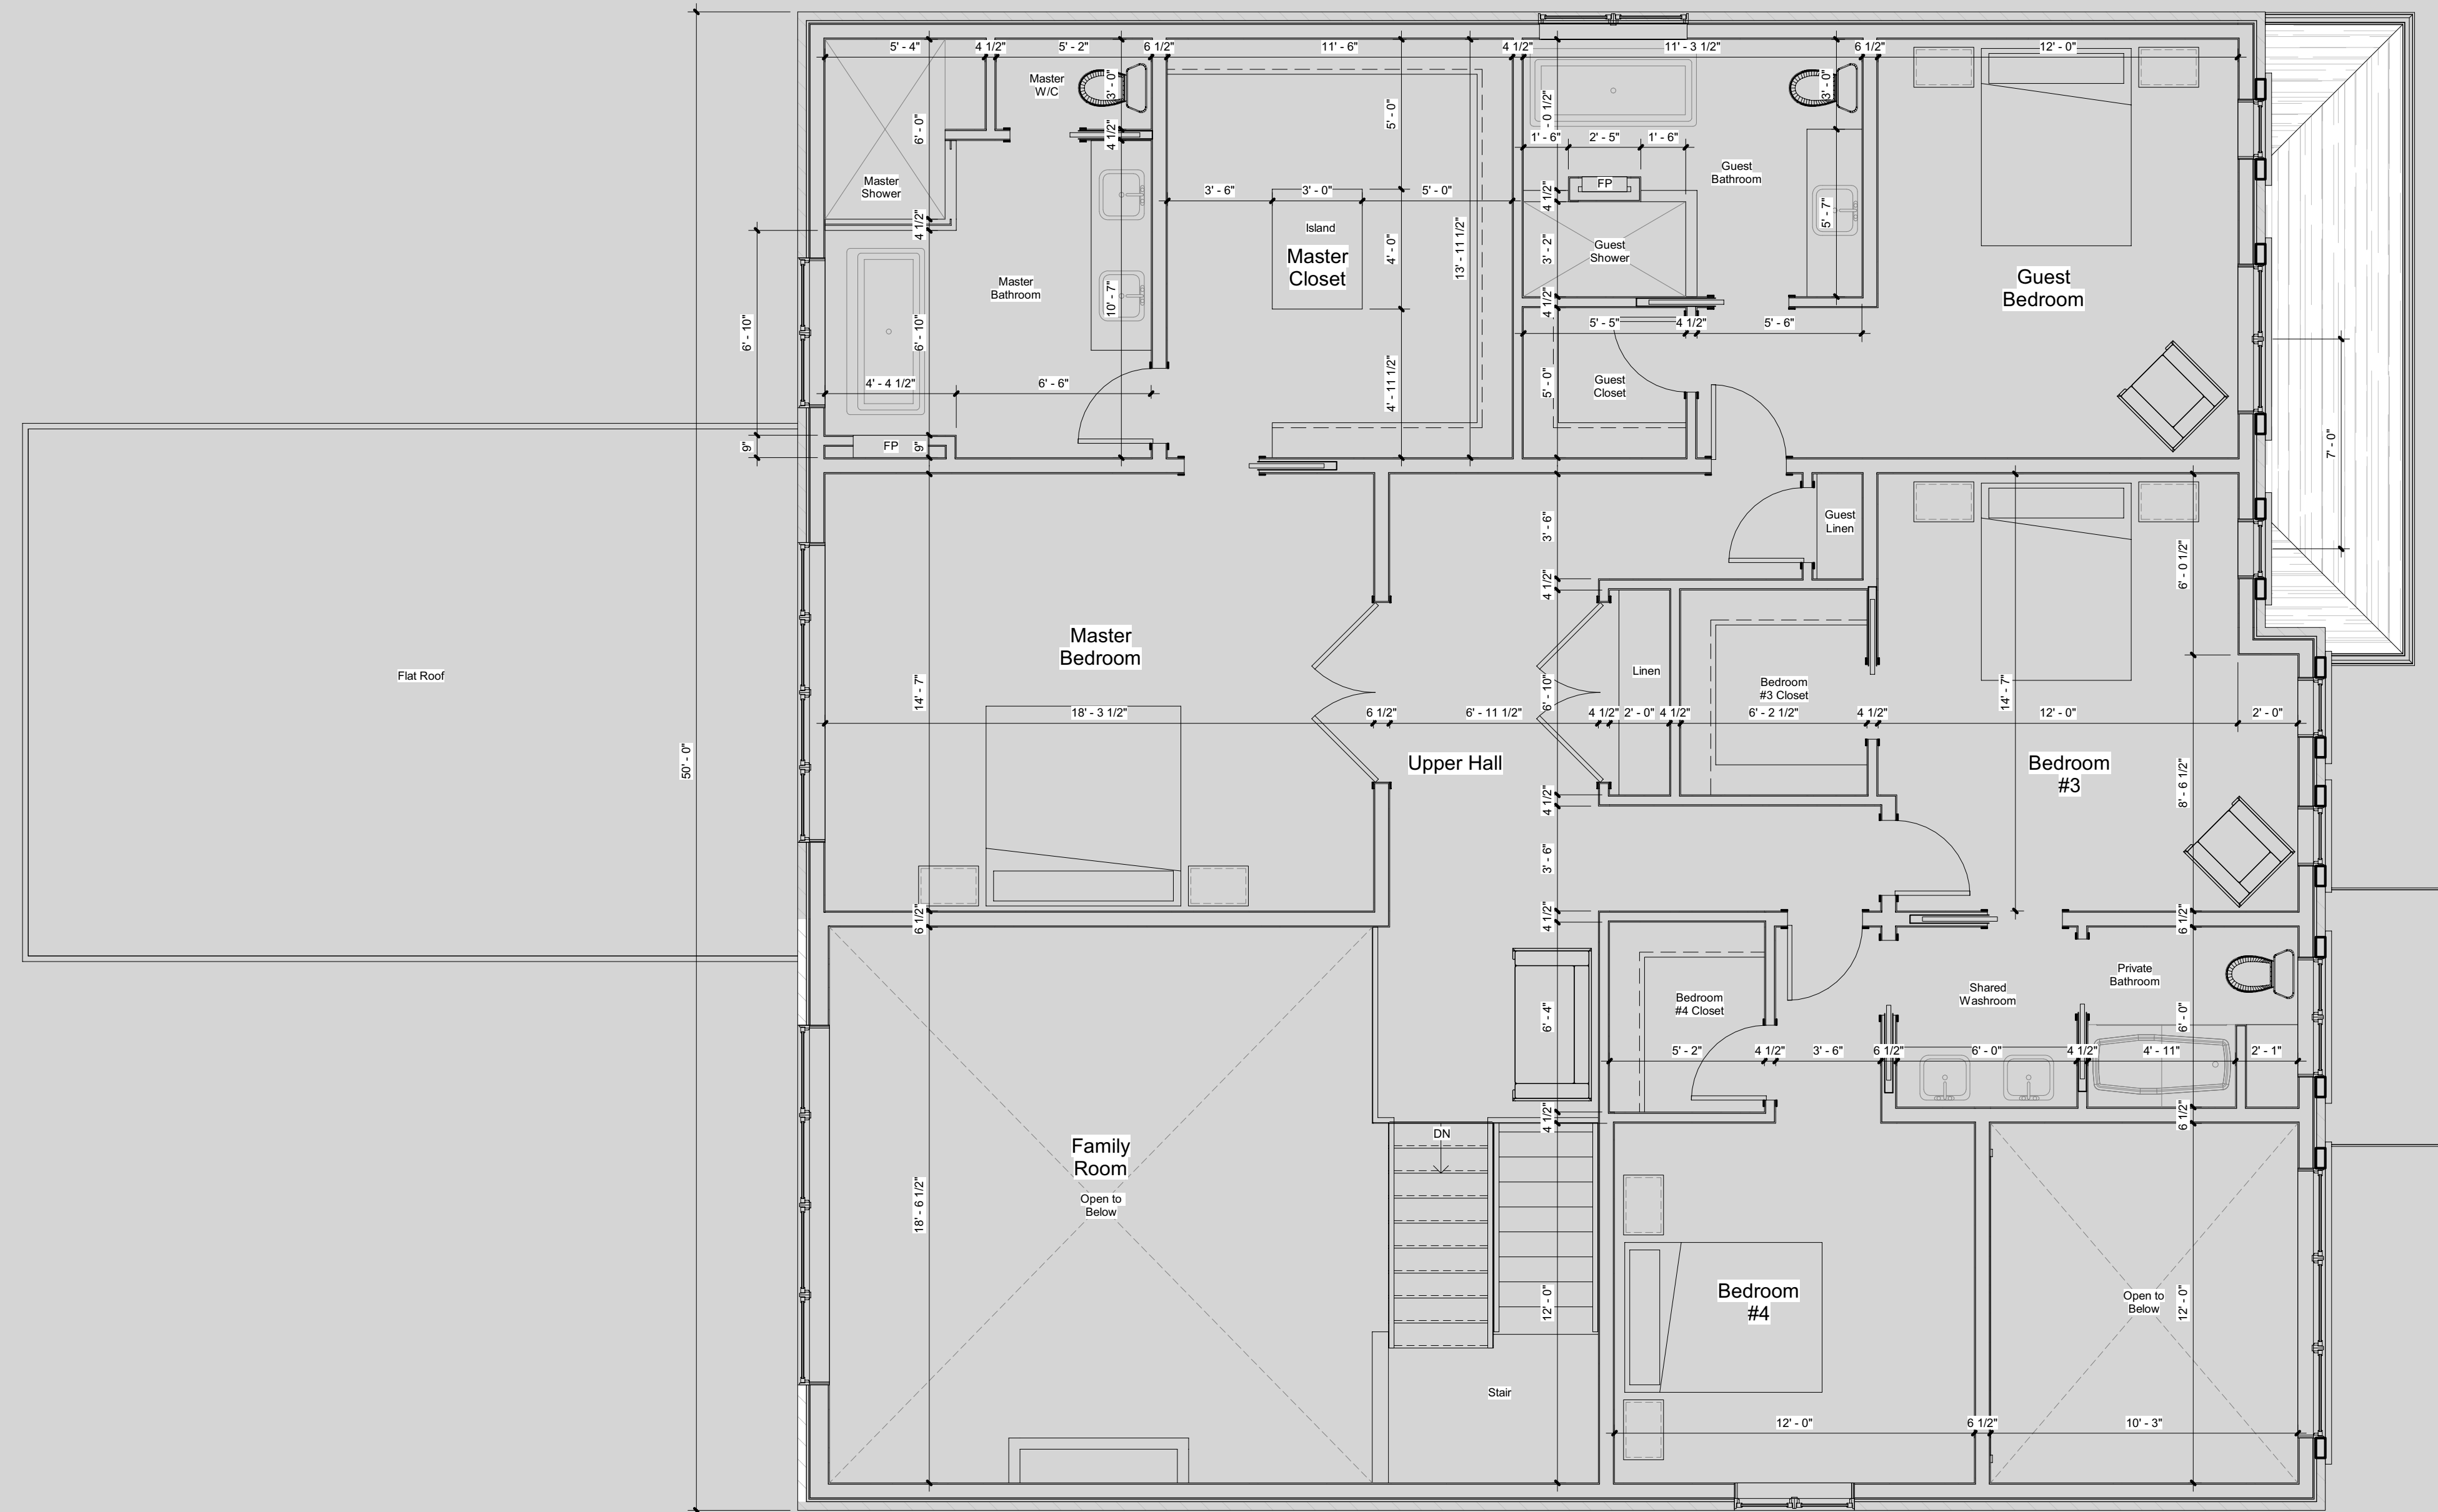 5' - 4"
4 1/2"
5' - 2"
6 1/2"
11' - 6"
4 1/2"
11' - 3 1/2"
6 1/2"
12' - 0"
Master
W/C
3' - 0"
3' - 0"
5' - 0"
6' - 0"
4 1/2"
1' - 6"
2' - 5"
1' - 6"
Master
Shower
3' - 6"
3' - 0"
5' - 0"
4 1/2"
FP
Guest
Bathroom
5' - 7"
4 1/2"
Island
Master
Closet
4' - 0"
13' - 11 1/2"
3' - 2"
Guest
Shower
Guest
Bedroom
Master
Bathroom
10' - 7"
4 1/2"
6' - 10"
6' - 10"
5' - 5"
4 1/2"
5' - 6"
4' - 4 1/2"
6' - 6"
4' - 11 1/2"
5' - 0"
Guest
Closet
7' - 0"
9"
FP
9"
3' - 6"
Guest
Linen
6' - 0 1/2"
4 1/2"
Master
Bedroom
Flat Roof
Linen
Bedroom
#3 Closet
14' - 7"
6' - 10"
14' - 7"
18' - 3 1/2"
6 1/2"
6' - 11 1/2"
4 1/2"
2' - 0"
4 1/2"
6' - 2 1/2"
4 1/2"
12' - 0"
2' - 0"
50' - 0"
Upper Hall
Bedroom
#3
8' - 6 1/2"
4 1/2"
3' - 6"
6 1/2"
4 1/2"
6 1/2"
Private
Bathroom
Shared
Washroom
Bedroom
#4 Closet
6' - 4"
6' - 0"
5' - 2"
4 1/2"
3' - 6"
6 1/2"
6' - 0"
4 1/2"
4' - 11"
2' - 1"
4 1/2"
6 1/2"
DN
Family
Room
Open to
Below
18' - 6 1/2"
12' - 0"
Bedroom
#4
Open to
Below
12' - 0"
Stair
12' - 0"
6 1/2"
10' - 3"